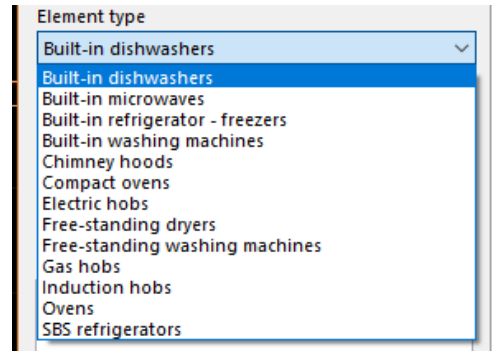 Element type
Built-in dishwashers
Built-in dishwashers
Built-in microwaves
Built-in refrigerator - freezers
Built-in washing machines
Chimney hoods
Compact ovens
Electric hobs
Free-standing dryers
Free-standing washing machines
Gas hobs
Induction hobs
Ovens
SBS refrigerators